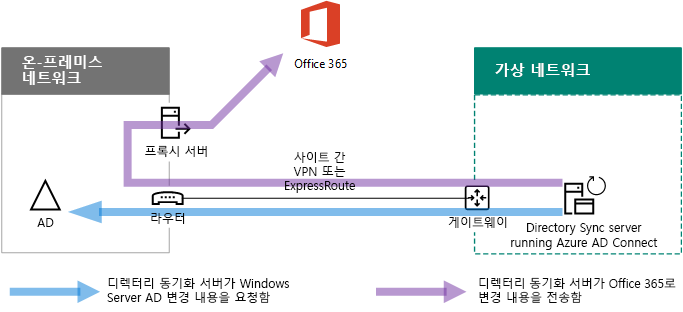 온-프레미스
네트워크
Office 365
가상 네트워크
프록시 서버
사이트 간
VPN 또는
ExpressRoute
AD
라우터
게이트웨이
Directory Sync server
running Azure AD Connect
디렉터리 동기화 서버가 Windows
Server AD 변경 내용을 요청함
디렉터리 동기화 서버가 Office 365로
변경 내용을 전송함